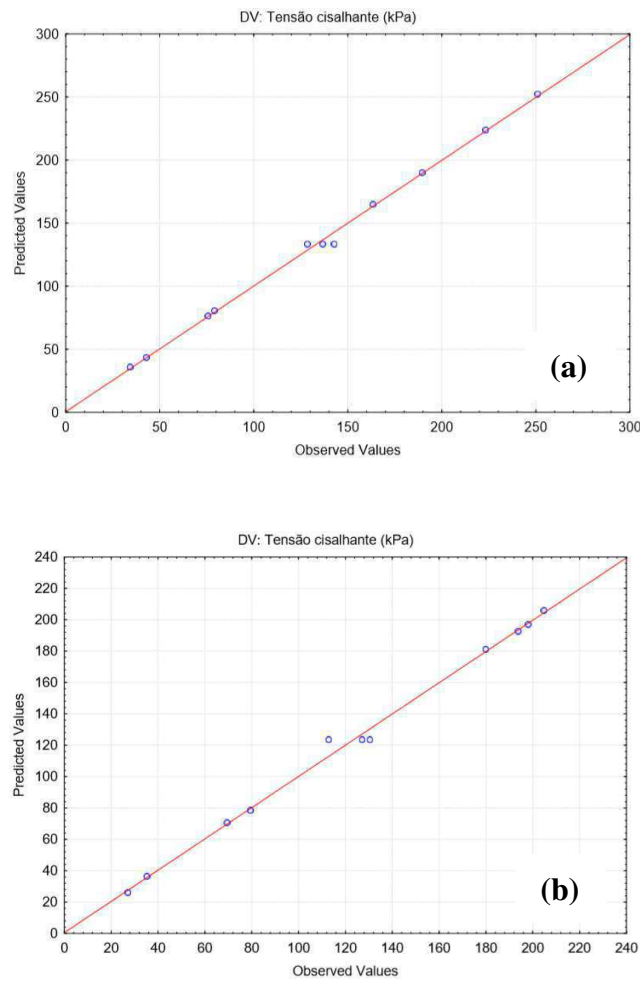 DV: Tensão cisalhante (kPa)
300
250
200
150
100
50
0
Predicted Values
0 50 100 150 200 250 300
Observed Values
(a)
DV: Tensão cisalhante (kPa)
240
220
200
180
160
140
120
100
80
60
40
20
0
Predicted Values
0 20 40 60 80 100 120 140 160 180 200 220 240
Observed Values
(b)